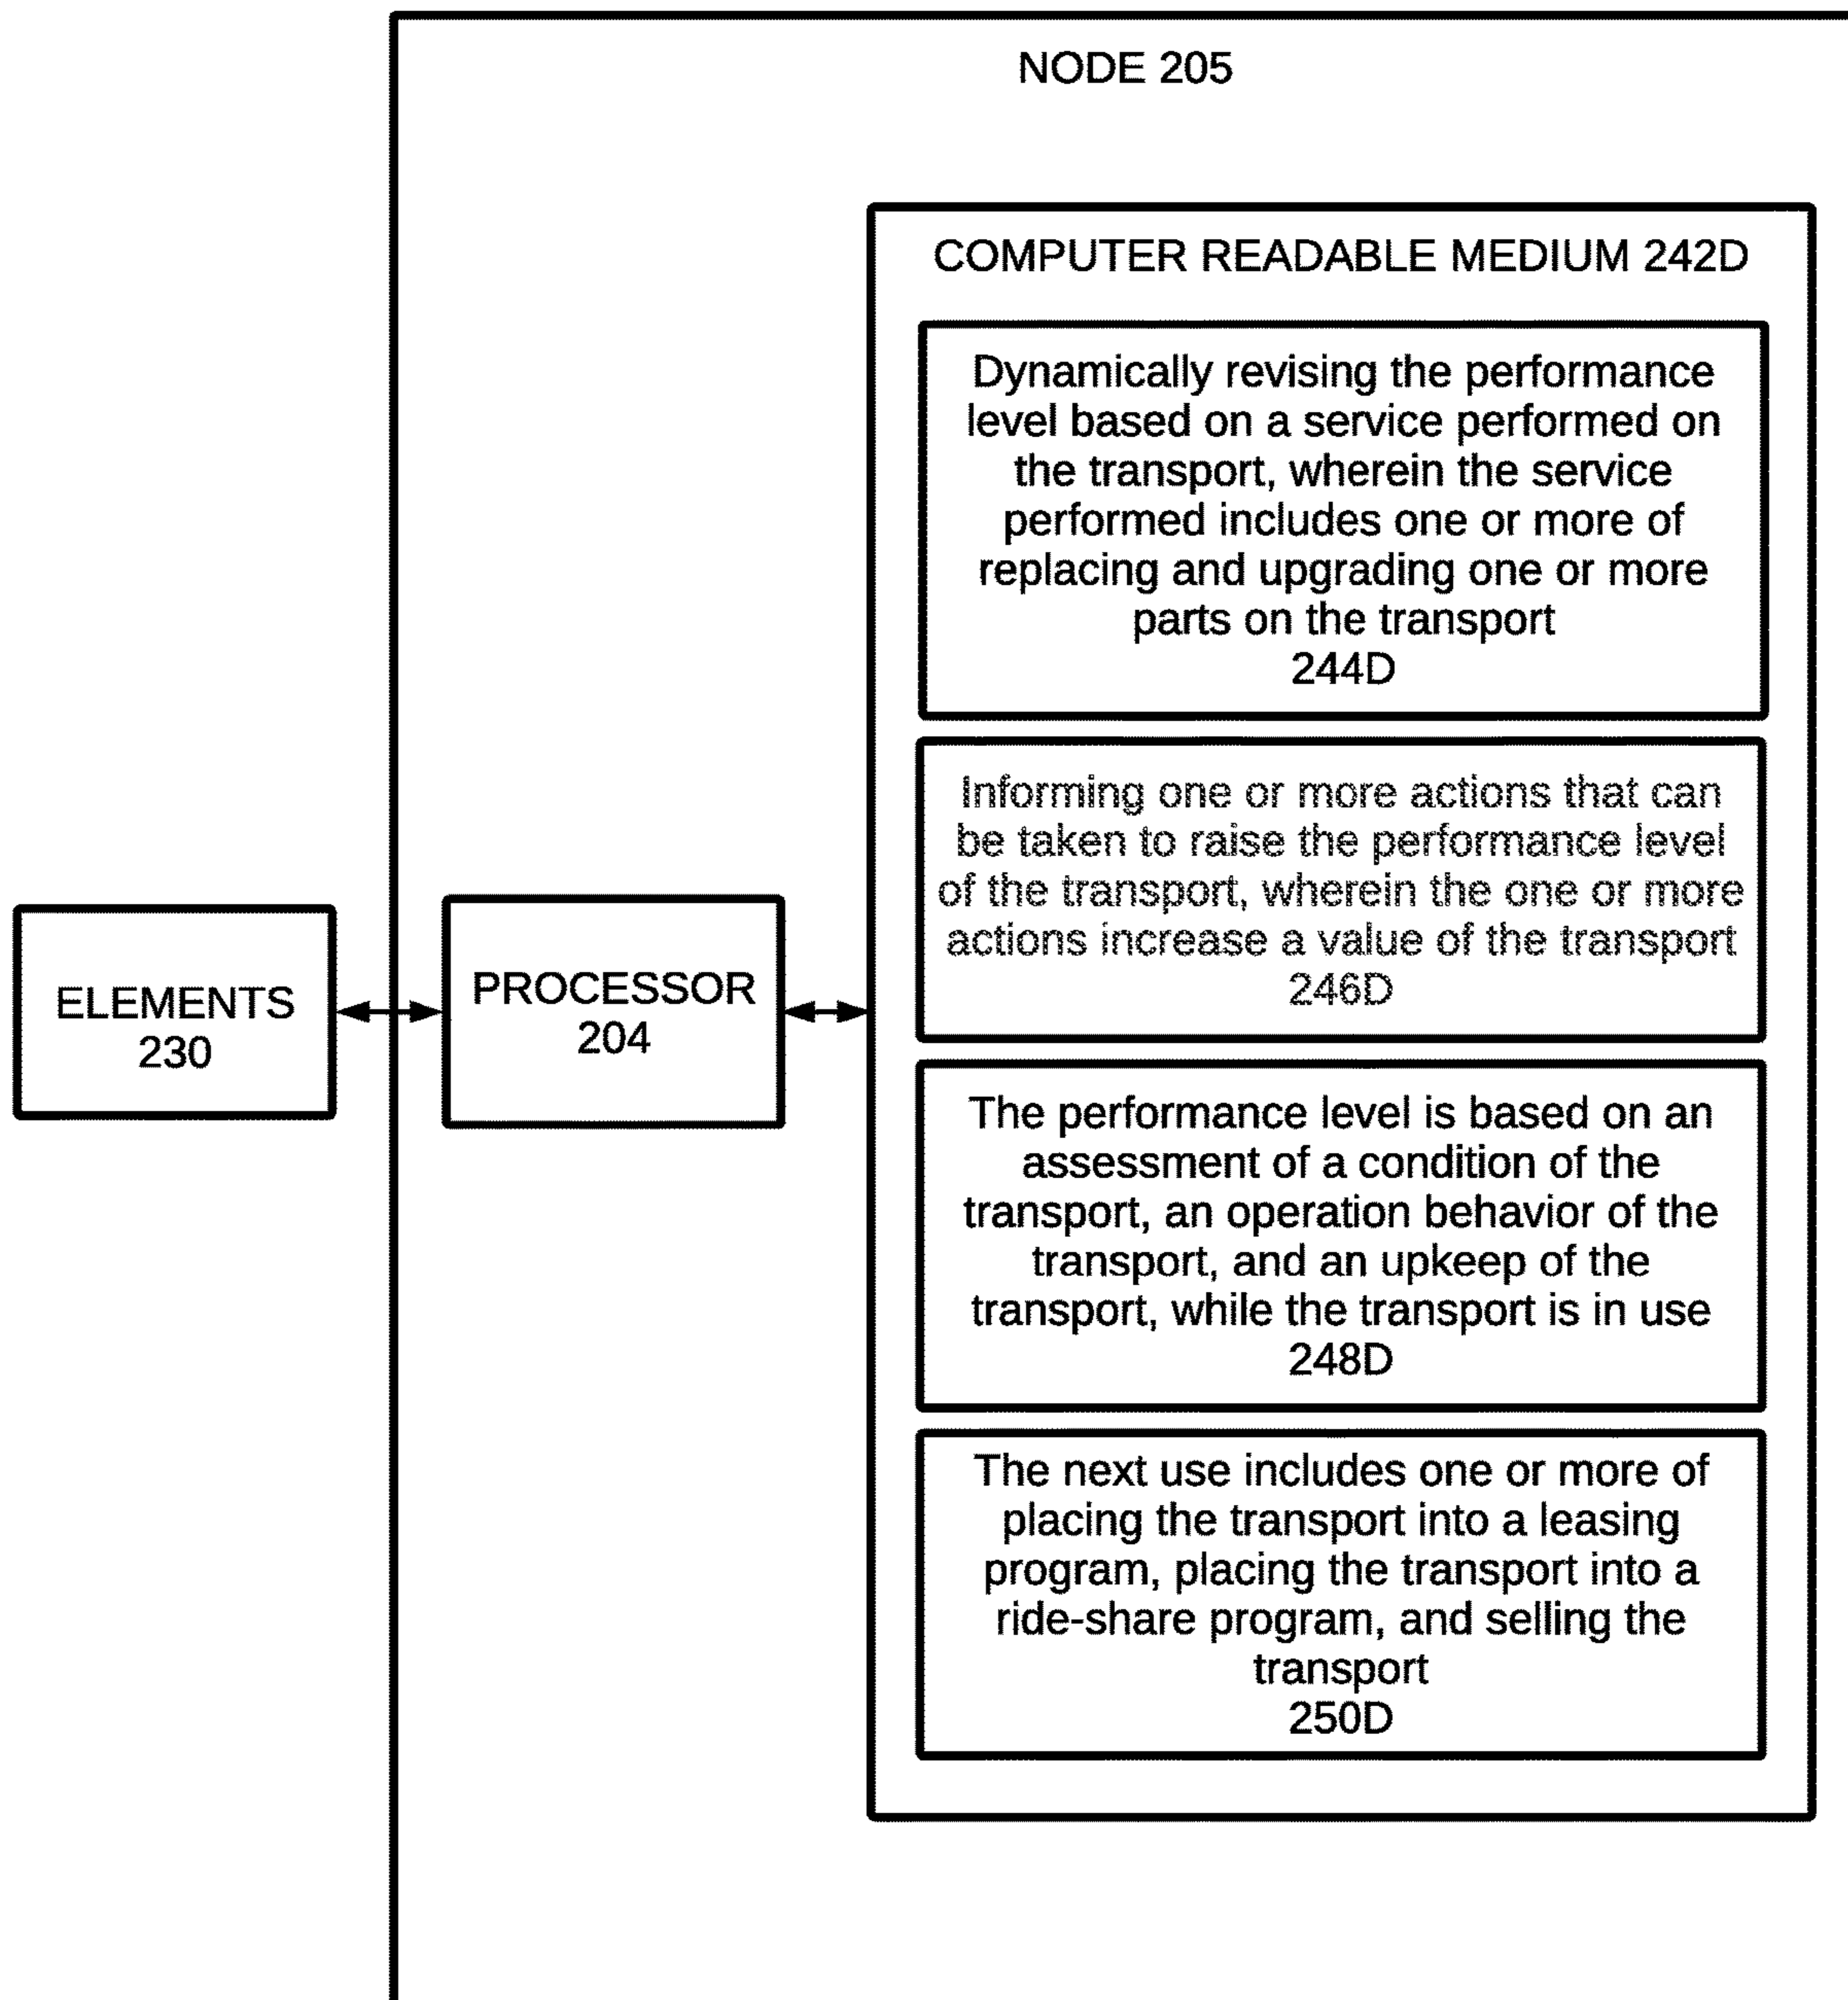 NODE 205
COMPUTER READABLE MEDIUM 242D
Dynamically revising the performance
level based on a service performed on
the transport, wherein the service
performed includes one or more of
replacing and upgrading one or more
parts on the transport
244D
Informing one or more actions that can
be taken to raise the performance level
of the transport, wherein the one or more
actions increase a value of the transport
246D
ELEMENTS
230
PROCESSOR
204
The performance level is based on an
assessment of a condition of the
transport, an operation behavior of the
transport, and an upkeep of the
transport, while the transport is in use
248D
The next use includes one or more of
placing the transport into a leasing
program, placing the transport into a
ride-share program, and selling the
transport
250D